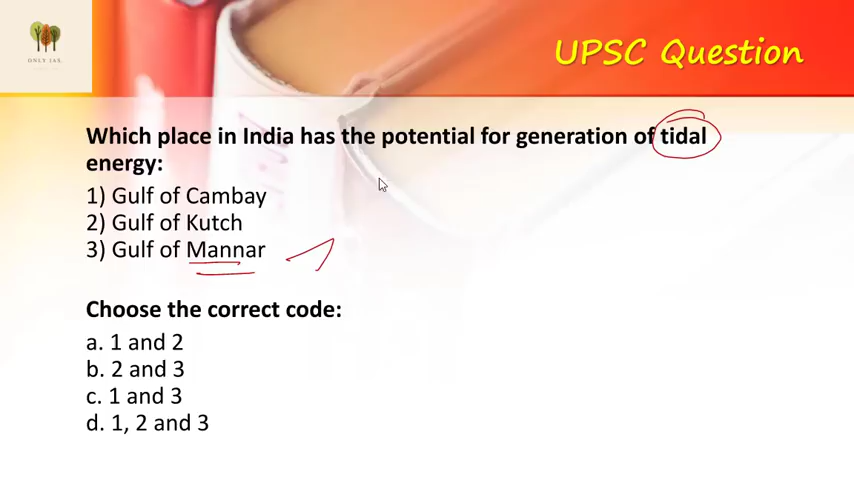 ONLY IAS.
UPSC Question
Which place in India has the potential for generation of tidal
energy:
1) Gulf of Cambay
2) Gulf of Kutch
3) Gulf of Mannar
Choose the correct code:
a. 1 and 2
b. 2 and 3
c. 1 and 3
d. 1, 2 and 3